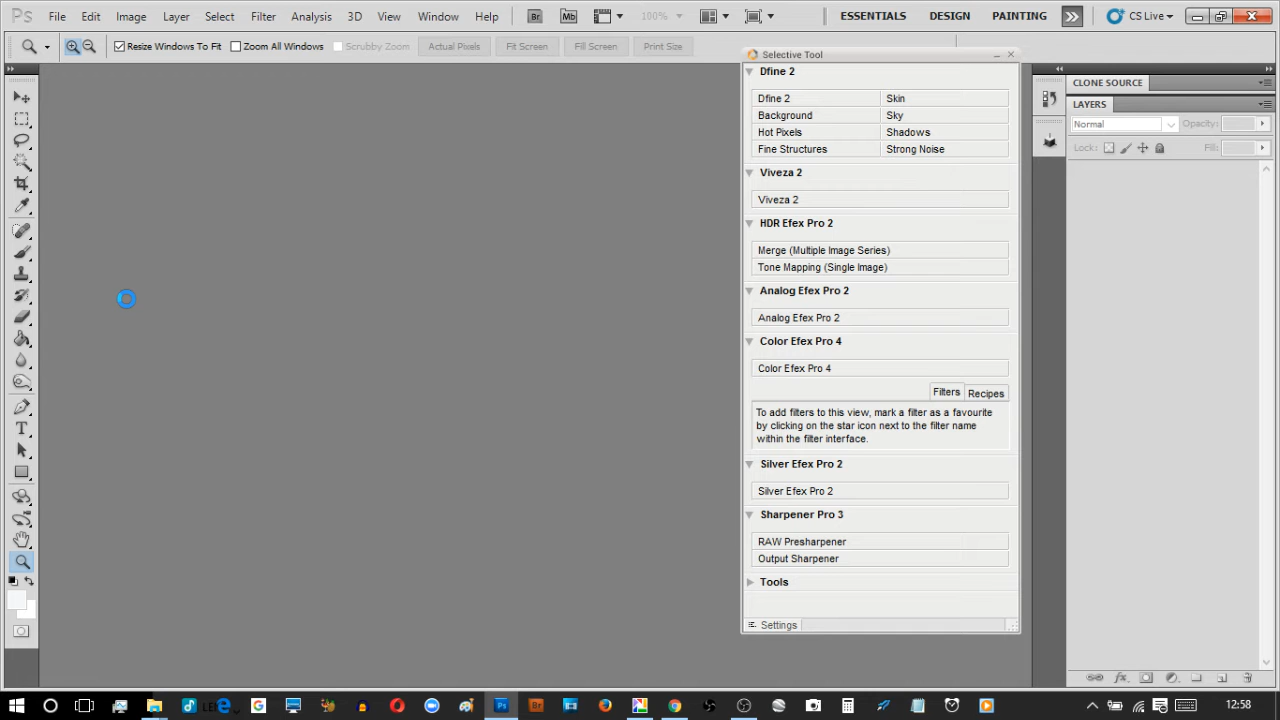 Ps File Edit Image Layer Select Filter Analysis 3D View Window Help Br Mb 100% ESSENTIALS DESIGN PAINTING CS Live
Resize Windows To Fit Zoom All Windows Scrubby Zoom Actual Pixels Fit Screen Fill Screen Print Size
Selective Tool
Dfine 2
Dfine 2 Skin
Background Sky
Hot Pixels Shadows
Fine Structures Strong Noise
Viveza 2
Viveza 2
HDR Efex Pro 2
Merge (Multiple Image Series)
Tone Mapping (Single Image)
Analog Efex Pro 2
Analog Efex Pro 2
Color Efex Pro 4
Color Efex Pro 4
Filters Recipes
To add filters to this view, mark a filter as a favourite
by clicking on the star icon next to the filter name
within the filter interface.
Silver Efex Pro 2
Silver Efex Pro 2
Sharpener Pro 3
RAW Presharpener
Output Sharpener
Tools
Settings
CLONE SOURCE
LAYERS
Normal Opacity:
Lock: Fill:
Ps Br 12:58